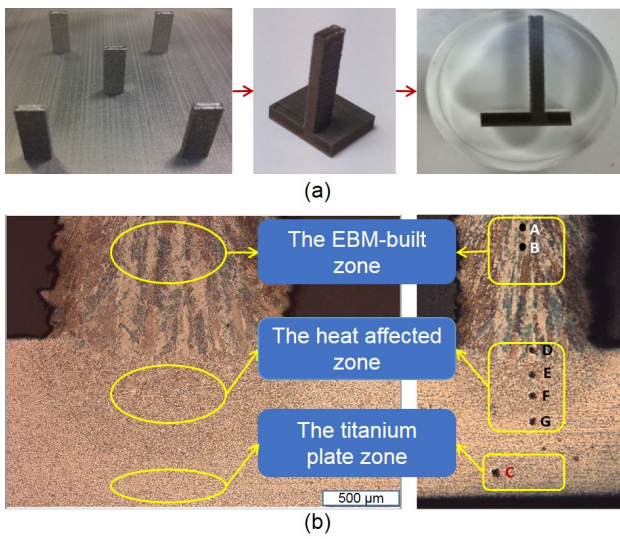 (a)
The EBM-built
zone
A
B
The heat affected
zone
D
E
F
G
The titanium
plate zone
C
500 µm
(b)